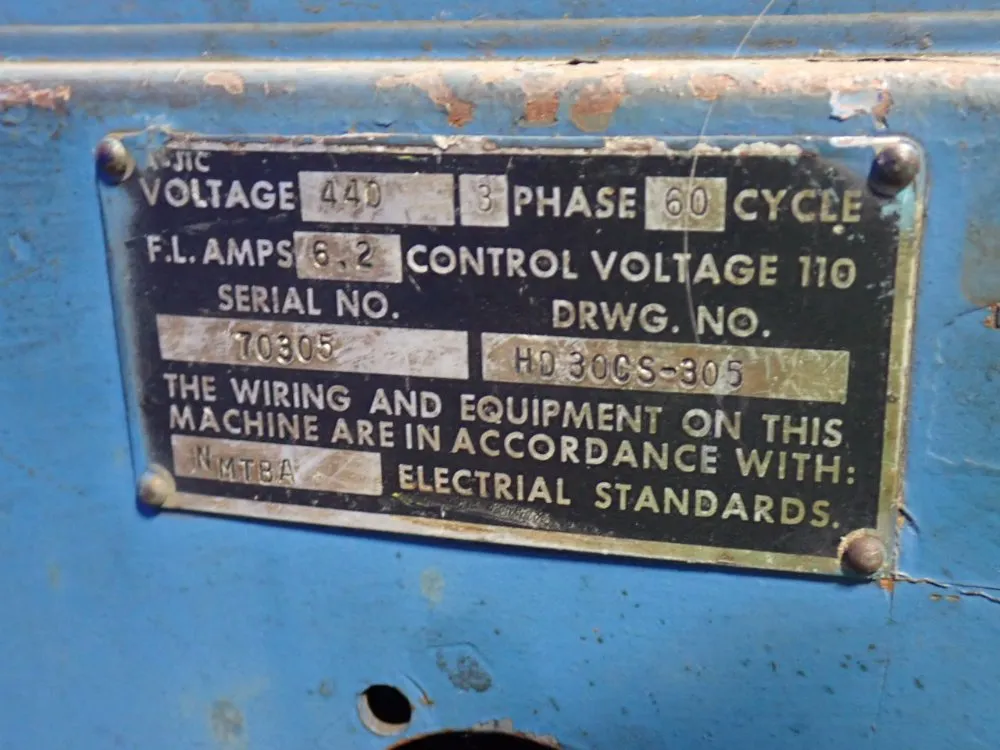 JIC
VOLTAGE 440 3 PHASE 60 CYCLE
F.L. AMPS 6.2 CONTROL VOLTAGE 110
SERIAL NO. DRWG. NO.
70305 HD30CS-305
THE WIRING AND EQUIPMENT ON THIS
MACHINE ARE IN ACCORDANCE WITH:
NMTBA ELECTRIAL STANDARDS.